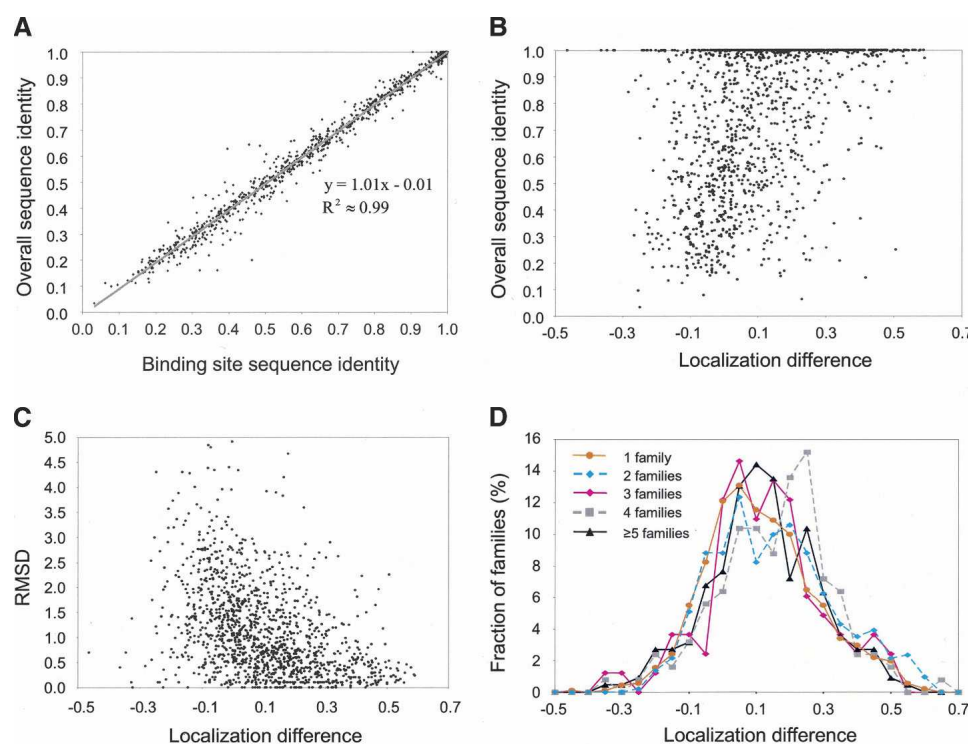 A
1.0
0.9
0.8
0.7
0.6
0.5
0.4
0.3
0.2
0.1
0.0
Overall sequence identity
y = 1.01x - 0.01
R² ≈ 0.99
0.0 0.1 0.2 0.3 0.4 0.5 0.6 0.7 0.8 0.9 1.0
Binding site sequence identity
B
1.0
0.9
0.8
0.7
0.6
0.5
0.4
0.3
0.2
0.1
0.0
Overall sequence identity
-0.5 -0.3 -0.1 0.1 0.3 0.5 0.7
Localization difference
C
5.0
4.5
4.0
3.5
3.0
2.5
2.0
1.5
1.0
0.5
0.0
RMSD
-0.5 -0.3 -0.1 0.1 0.3 0.5 0.7
Localization difference
D
16
14
12
10
8
6
4
2
0
Fraction of families (%)
1 family
2 families
3 families
4 families
≥5 families
-0.5 -0.3 -0.1 0.1 0.3 0.5 0.7
Localization difference